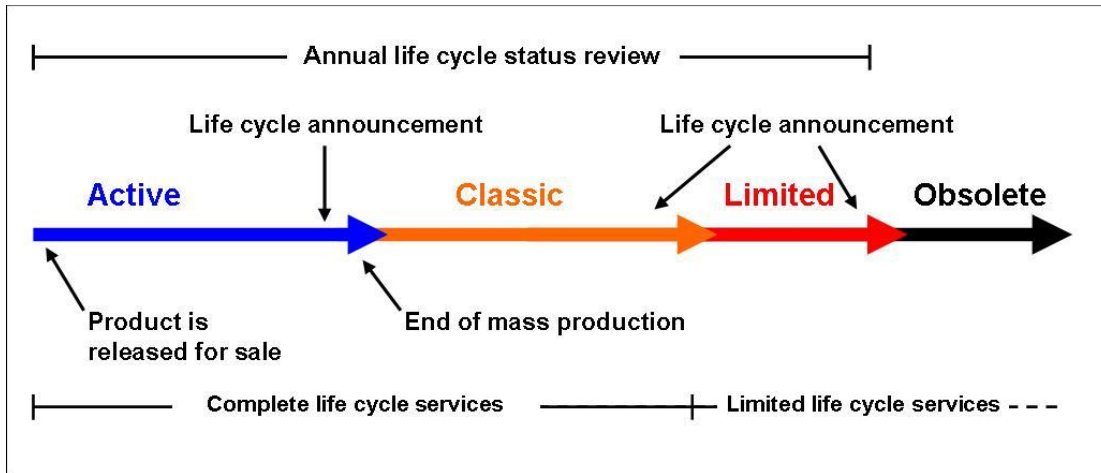 Annual life cycle status review
Life cycle announcement
Life cycle announcement
Active
Classic
Limited
Obsolete
Product is
released for sale
End of mass production
Complete life cycle services
Limited life cycle services